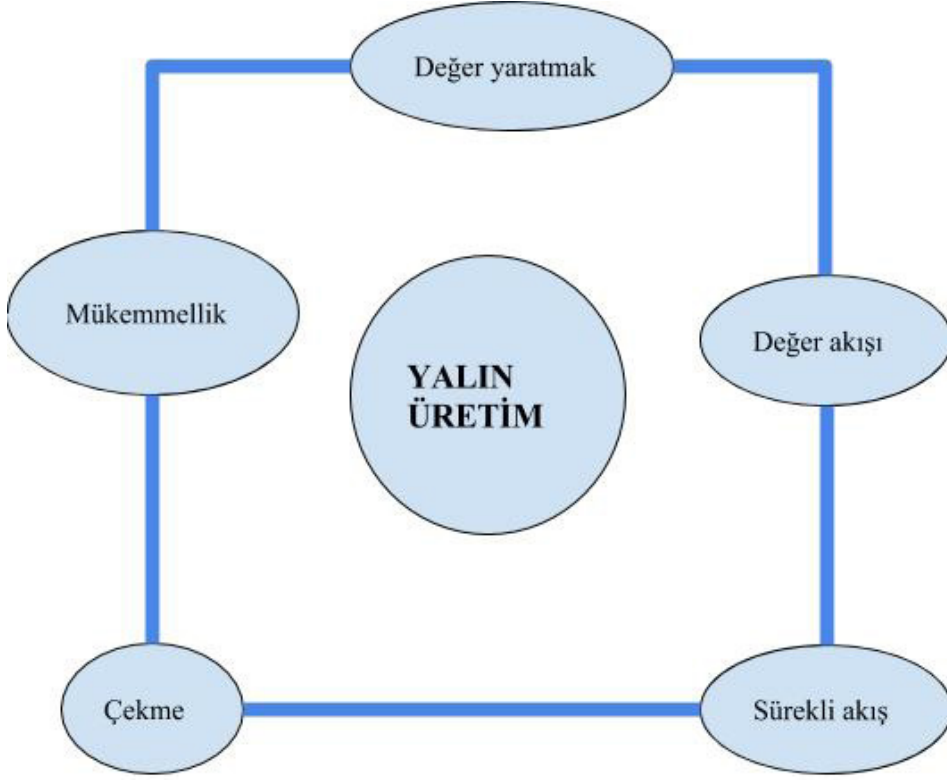 Değer yaratmak
Mükemmellik
Değer akışı
YALIN
ÜRETİM
Çekme
Sürekli akış